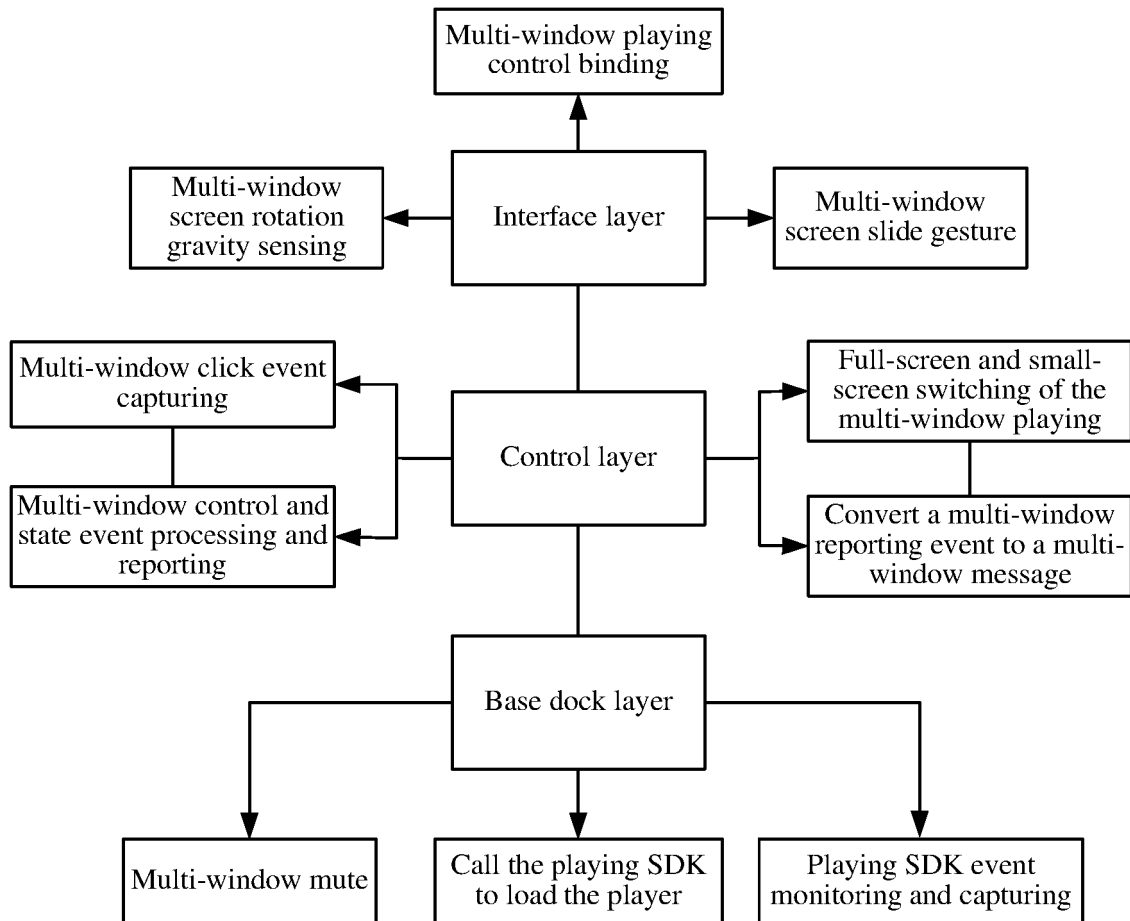 Multi-window playing
control binding
Multi-window
screen rotation
gravity sensing
Interface layer
Multi-window
screen slide gesture
Multi-window click event
capturing
Full-screen and small-
screen switching of the
multi-window playing
Control layer
Multi-window control and
state event processing and
reporting
Convert a multi-window
reporting event to a multi-
window message
Base dock layer
Multi-window mute
Call the playing SDK
to load the player
Playing SDK event
monitoring and capturing